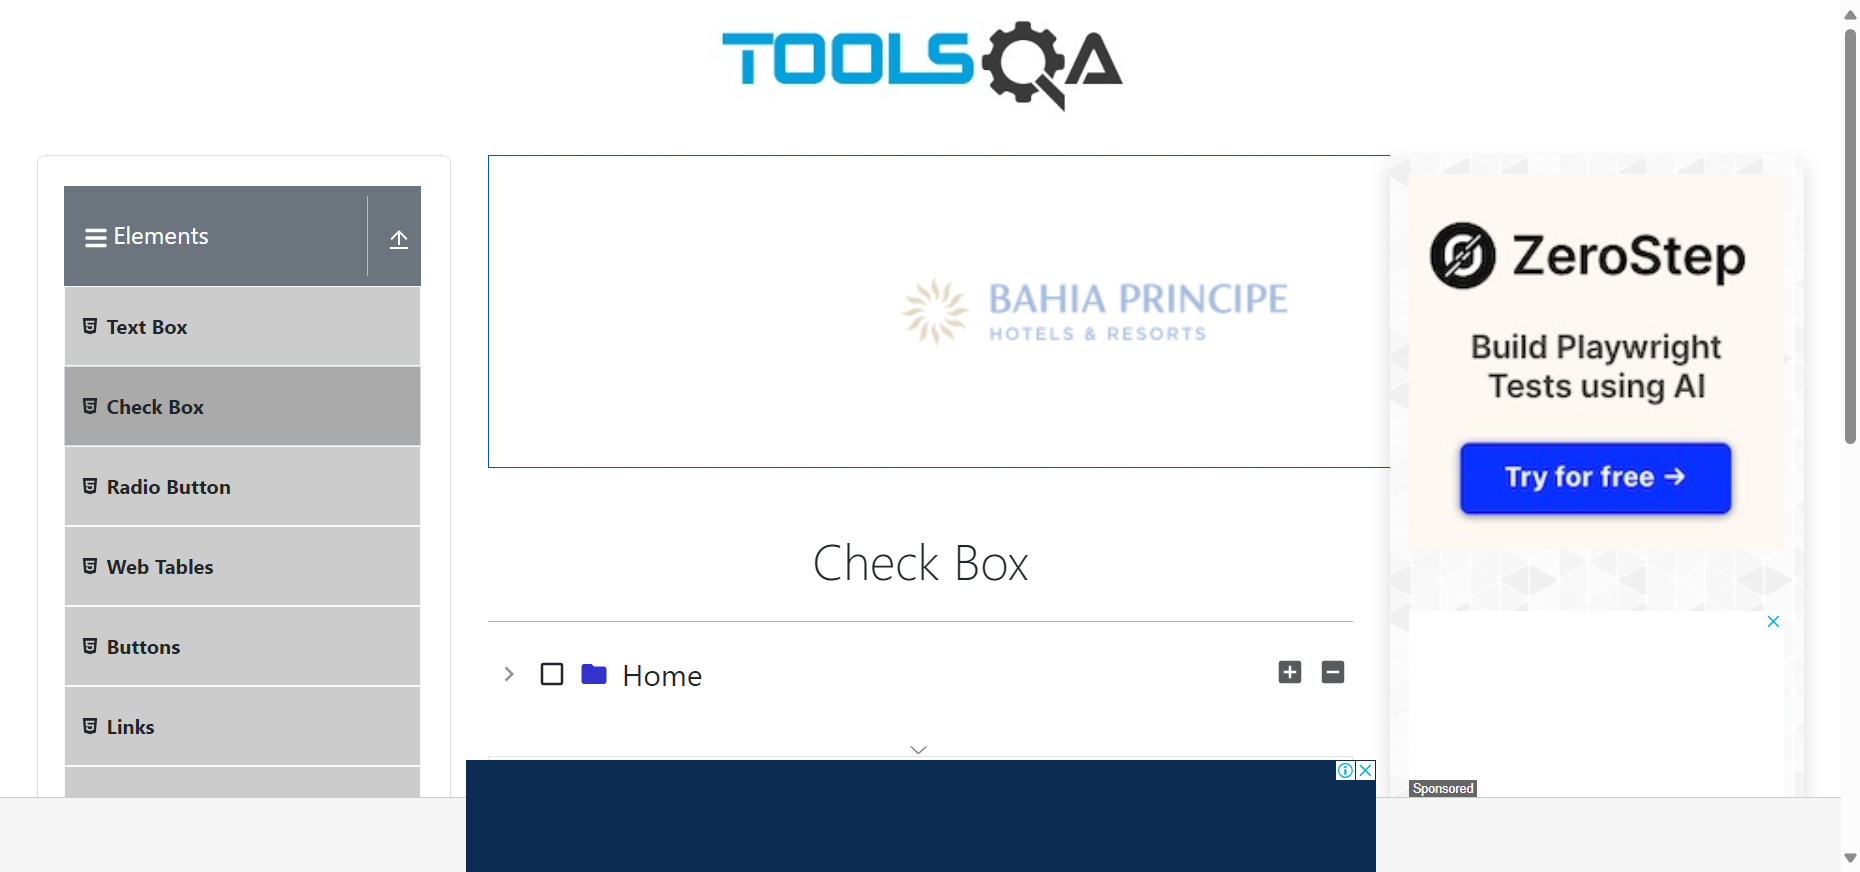 TOOLSQA
Elements
Text Box
Check Box
Radio Button
Web Tables
Buttons
Links
BAHIA PRINCIPE
HOTELS & RESORTS
Check Box
Home
ZeroStep
Build Playwright
Tests using AI
Try for free →
Sponsored